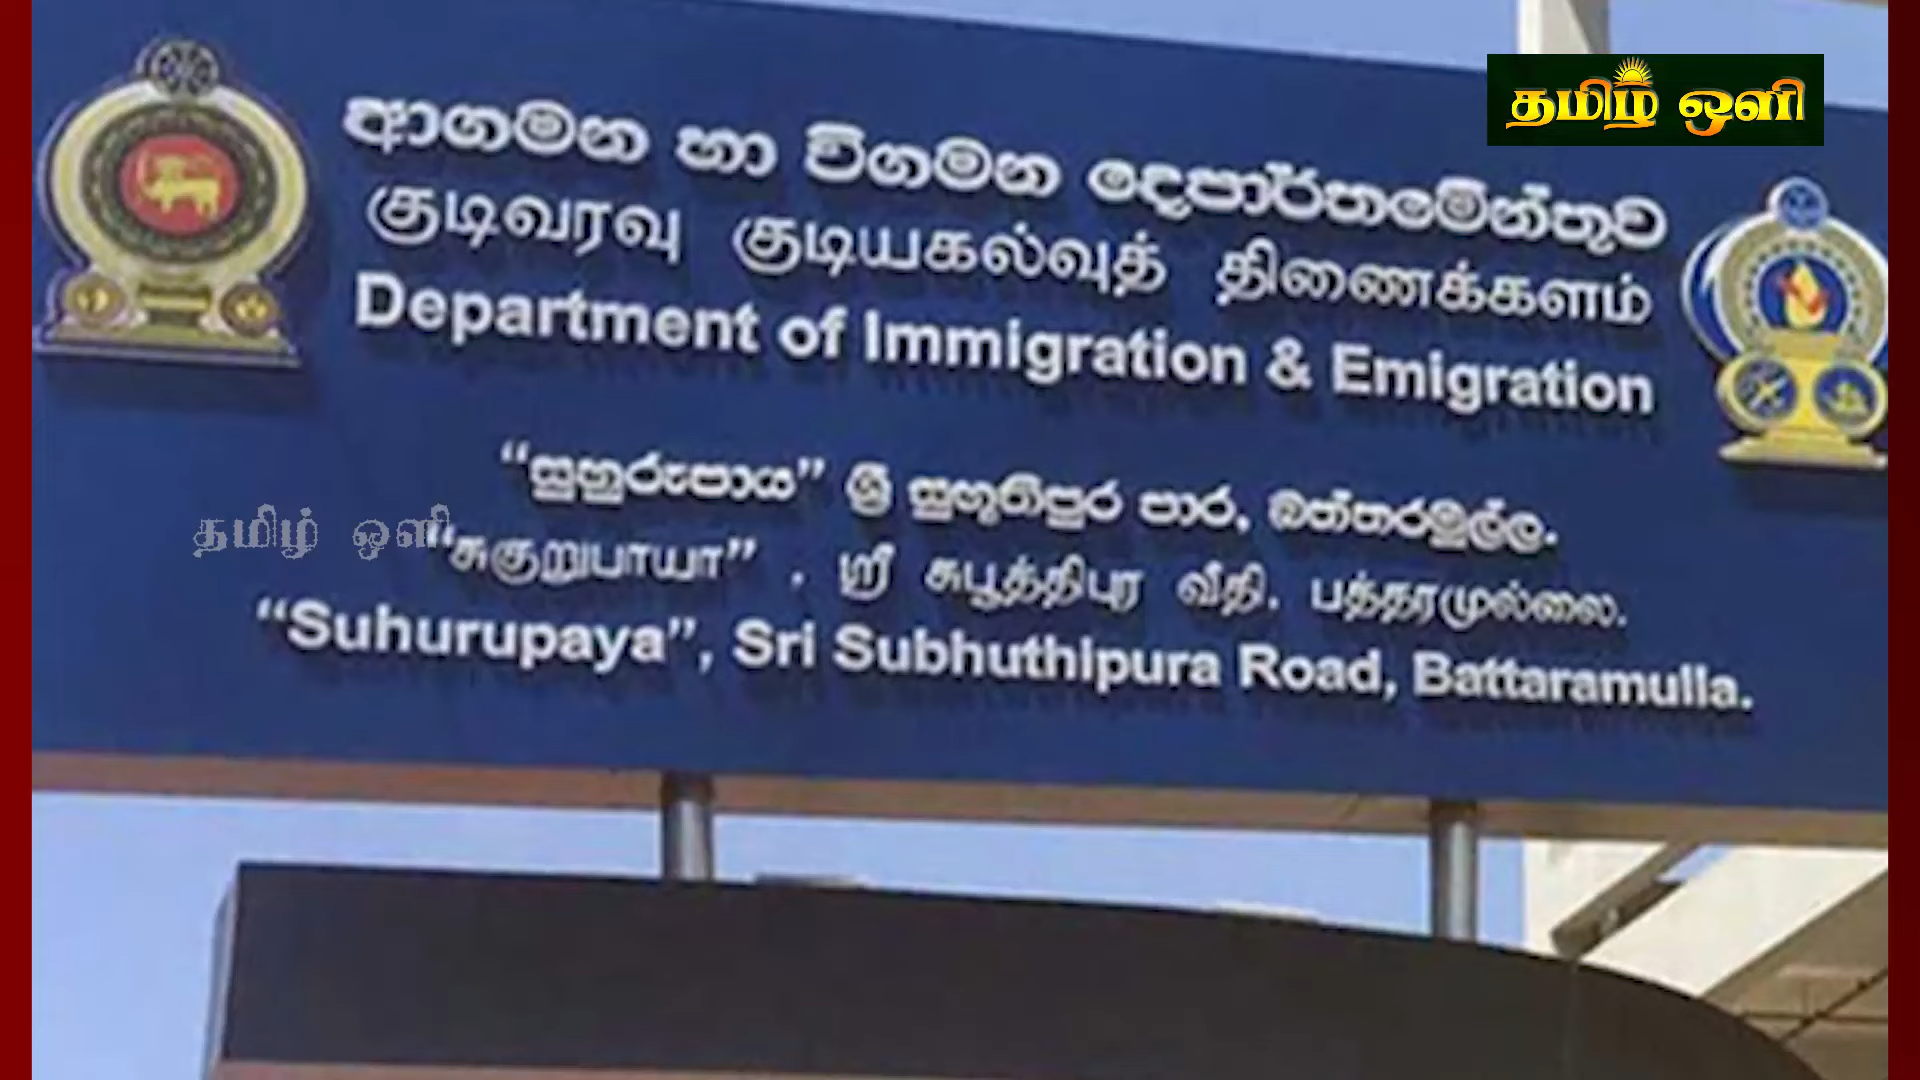 தமிழ் ஒளி
ආගමන හා විගමන දෙපාර්තමේන්තුව
குடிவரவு குடியகல்வுத் திணைக்களம்
Department of Immigration & Emigration
“සුහුරුපාය” ශ්‍රී සුභූතිපුර පාර, බත්තරමුල්ල.
தமிழ் ஒளி
“சுகுறுபாயா” , ஸ்ரீ சுபூத்திபுர வீதி, பத்தரமுல்லை.
“Suhurupaya”, Sri Subhuthipura Road, Battaramulla.